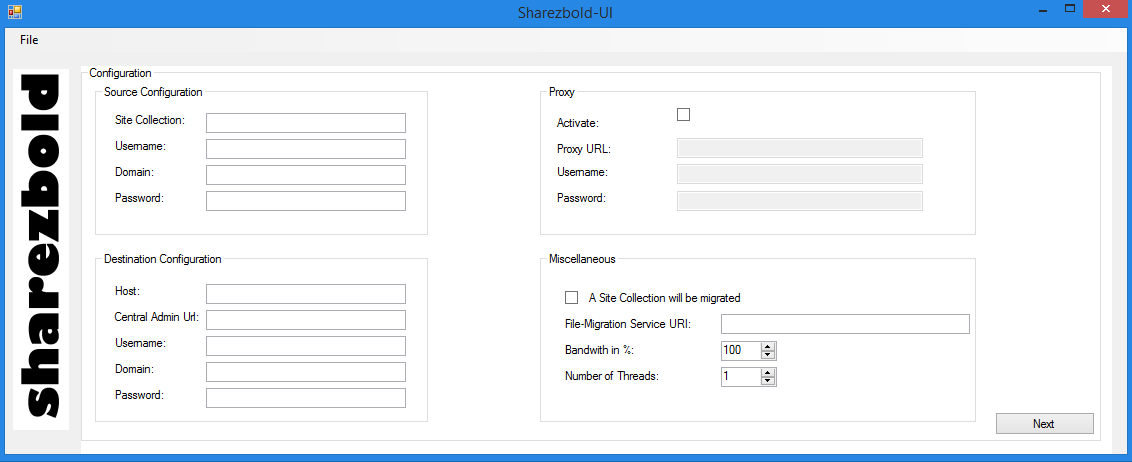 Sharezbold-UI
File
sharezbold
Configuration
Source Configuration
Site Collection:
Username:
Domain:
Password:
Proxy
Activate:
Proxy URL:
Username:
Password:
Destination Configuration
Host:
Central Admin Url:
Username:
Domain:
Password:
Miscellaneous
A Site Collection will be migrated
File-Migration Service URI:
Bandwith in %: 100
Number of Threads: 1
Next